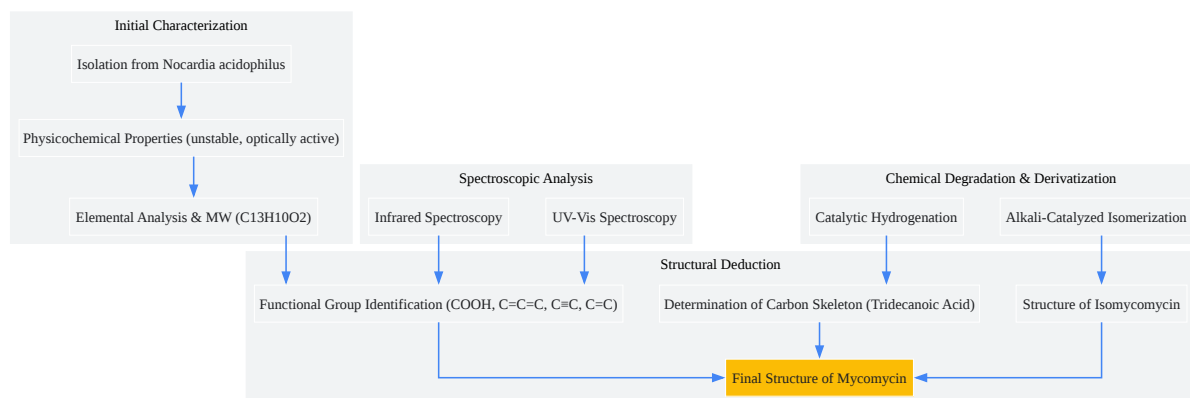 Initial Characterization
Isolation from Nocardia acidophilus
Physicochemical Properties (unstable, optically active)
Elemental Analysis & MW (C13H10O2)
Spectroscopic Analysis
Infrared Spectroscopy
UV-Vis Spectroscopy
Chemical Degradation & Derivatization
Catalytic Hydrogenation
Alkali-Catalyzed Isomerization
Structural Deduction
Functional Group Identification (COOH, C=C=C, C≡C, C=C)
Determination of Carbon Skeleton (Tridecanoic Acid)
Structure of Isomycomycin
Final Structure of Mycomycin